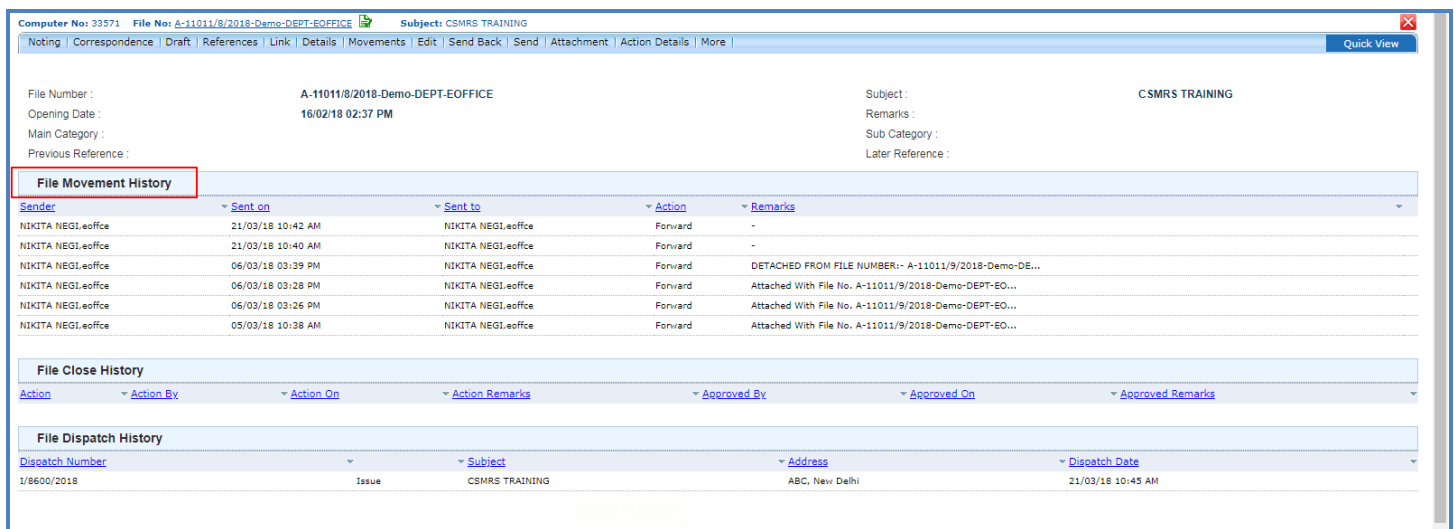 Computer No: 33571 File No: A-11011/8/2018-Demo-DEPT-EOFFICE Subject: CSMRS TRAINING
Noting | Correspondence | Draft | References | Link | Details | Movements | Edit | Send Back | Send | Attachment | Action Details | More | Quick View
File Number : A-11011/8/2018-Demo-DEPT-EOFFICE Subject : CSMRS TRAINING
Opening Date : 16/02/18 02:37 PM Remarks :
Main Category : Sub Category :
Previous Reference : Later Reference :
File Movement History
Sender Sent on Sent to Action Remarks
NIKITA NEGI,eoffce 21/03/18 10:42 AM NIKITA NEGI,eoffce Forward -
NIKITA NEGI,eoffce 21/03/18 10:40 AM NIKITA NEGI,eoffce Forward -
NIKITA NEGI,eoffce 06/03/18 03:39 PM NIKITA NEGI,eoffce Forward DETACHED FROM FILE NUMBER:- A-11011/9/2018-Demo-DE...
NIKITA NEGI,eoffce 06/03/18 03:28 PM NIKITA NEGI,eoffce Forward Attached With File No. A-11011/9/2018-Demo-DEPT-EO...
NIKITA NEGI,eoffce 06/03/18 03:26 PM NIKITA NEGI,eoffce Forward Attached With File No. A-11011/9/2018-Demo-DEPT-EO...
NIKITA NEGI,eoffce 05/03/18 10:38 AM NIKITA NEGI,eoffce Forward Attached With File No. A-11011/9/2018-Demo-DEPT-EO...
File Close History
Action Action By Action On Action Remarks Approved By Approved On Approved Remarks
File Dispatch History
Dispatch Number Subject Address Dispatch Date
I/8600/2018 Issue CSMRS TRAINING ABC, New Delhi 21/03/18 10:45 AM